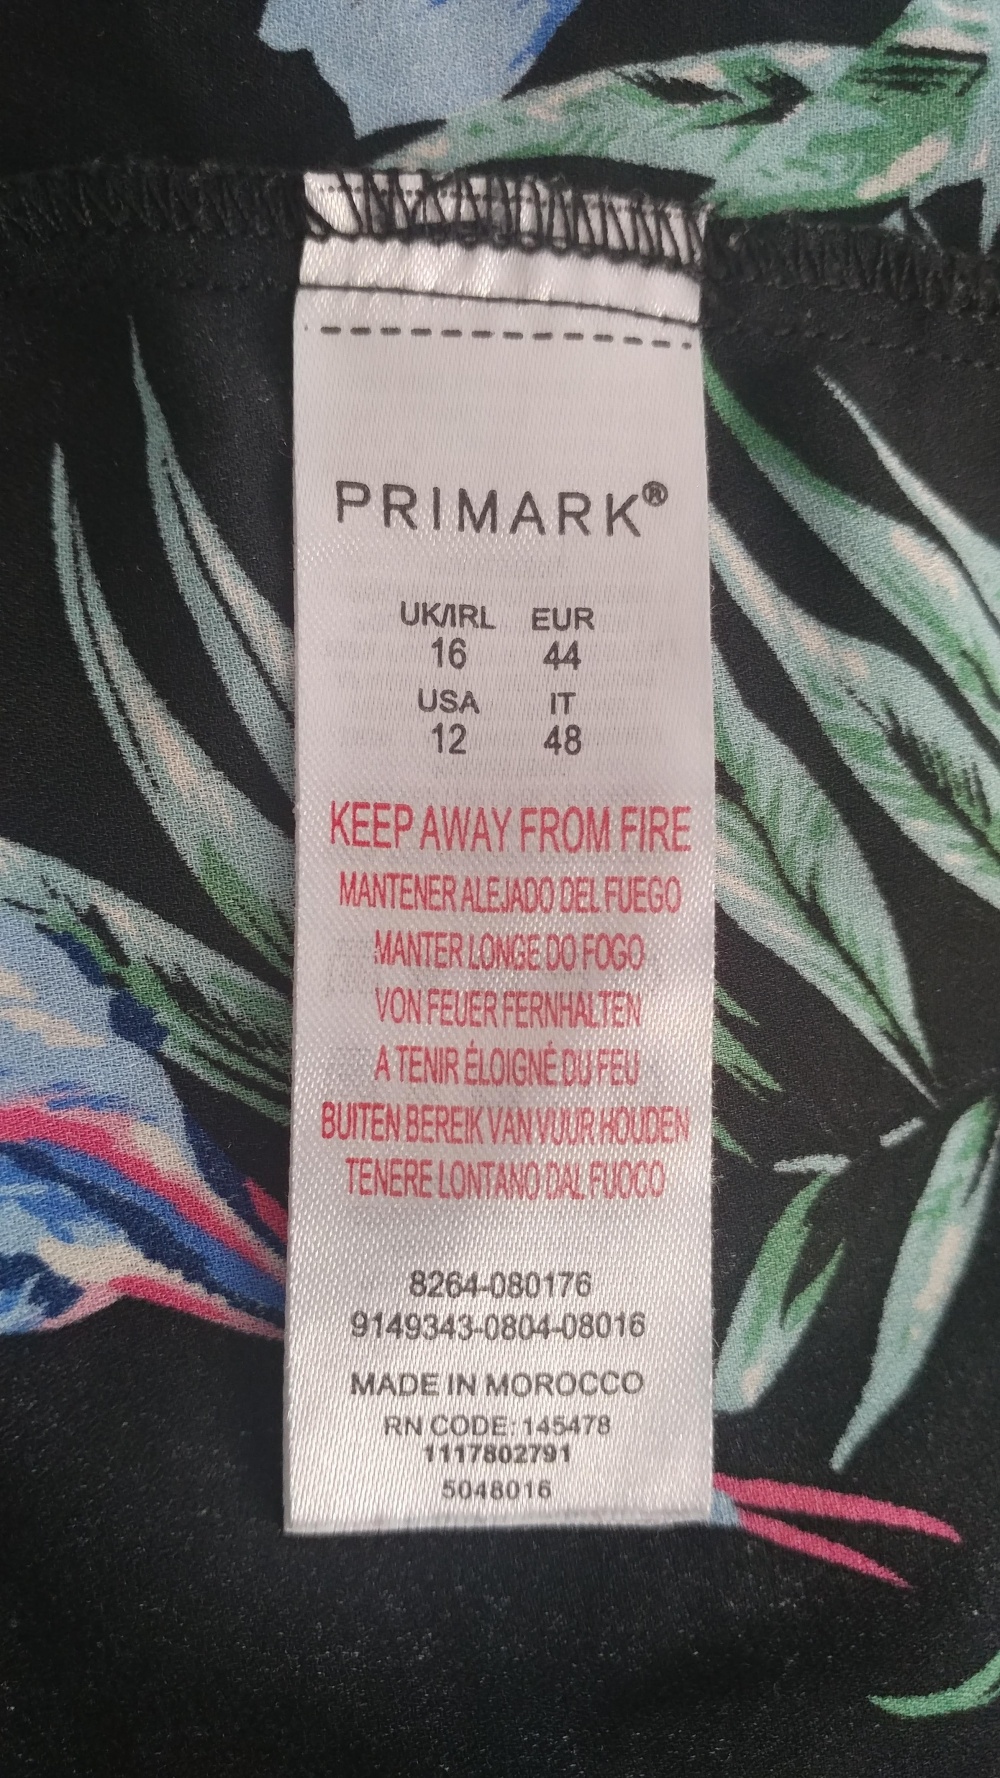 PRIMARK®
UK/IRL EUR
16 44
USA IT
12 48
KEEP AWAY FROM FIRE
MANTENER ALEJADO DEL FUEGO
MANTER LONGE DO FOGO
VON FEUER FERNHALTEN
A TENIR ÉLOIGNÉ DU FEU
BUITEN BEREIK VAN VUUR HOUDEN
TENERE LONTANO DAL FUOCO
8264-080176
9149343-0804-08016
MADE IN MOROCCO
RN CODE: 145478
1117802791
5048016